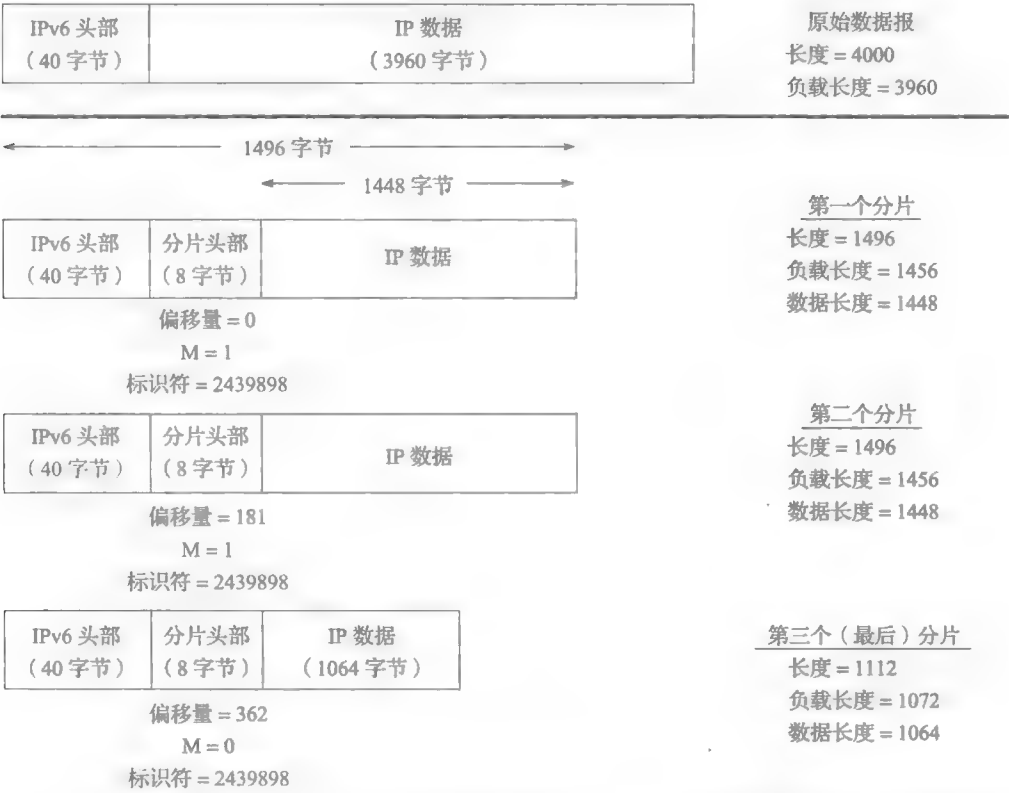 IPv6 头部
（40 字节）
IP 数据
（3960 字节）
原始数据报
长度 = 4000
负载长度 = 3960
1496 字节
1448 字节
IPv6 头部
（40 字节）
分片头部
（8 字节）
IP 数据
第一个分片
长度 = 1496
负载长度 = 1456
数据长度 = 1448
偏移量 = 0
M = 1
标识符 = 2439898
IPv6 头部
（40 字节）
分片头部
（8 字节）
IP 数据
第二个分片
长度 = 1496
负载长度 = 1456
数据长度 = 1448
偏移量 = 181
M = 1
标识符 = 2439898
IPv6 头部
（40 字节）
分片头部
（8 字节）
IP 数据
（1064 字节）
第三个（最后）分片
长度 = 1112
负载长度 = 1072
数据长度 = 1064
偏移量 = 362
M = 0
标识符 = 2439898